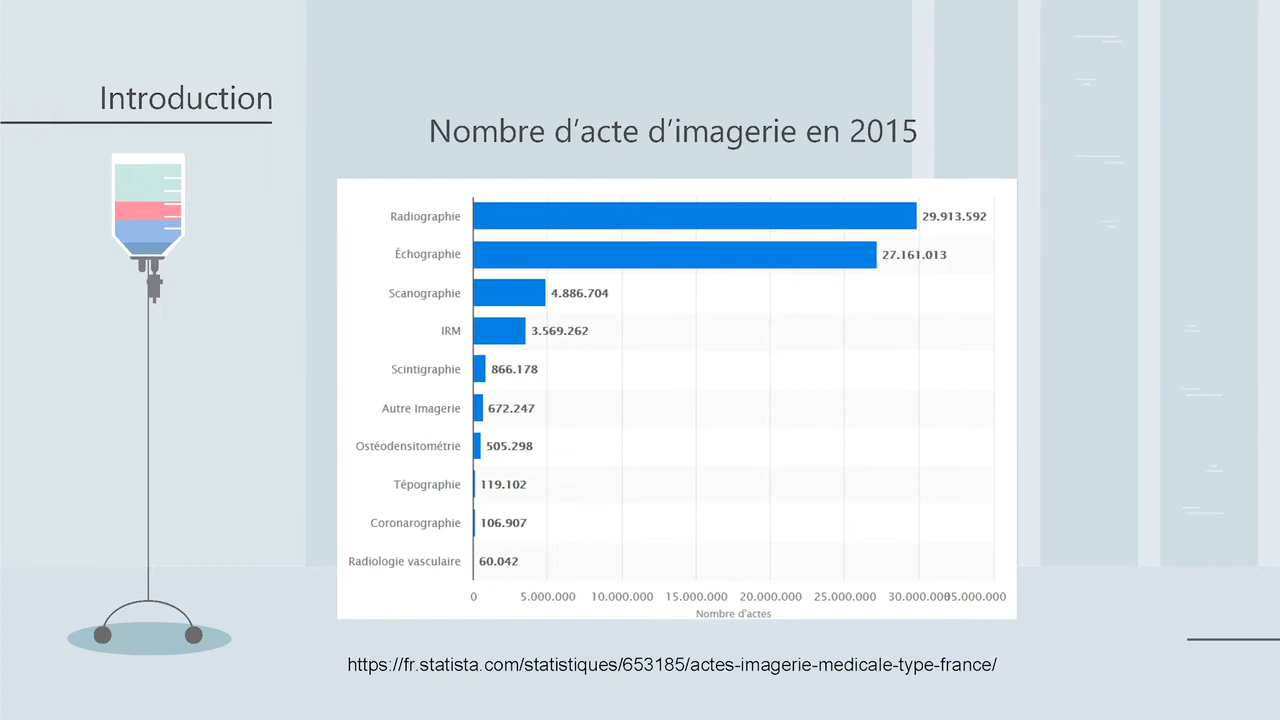 Introduction
Nombre d'acte d'imagerie en 2015
Radiographie 29.913.592
Échographie 27.161.013
Scanographie 4.886.704
IRM 3.569.262
Scintigraphie 866.178
Autre Imagerie 672.247
Ostéodensitométrie 505.298
Tépographie 119.102
Coronarographie 106.907
Radiologie vasculaire 60.042
0 5.000.000 10.000.000 15.000.000 20.000.000 25.000.000 30.000.000 35.000.000
Nombre d'actes
https://fr.statista.com/statistiques/653185/actes-imagerie-medicale-type-france/